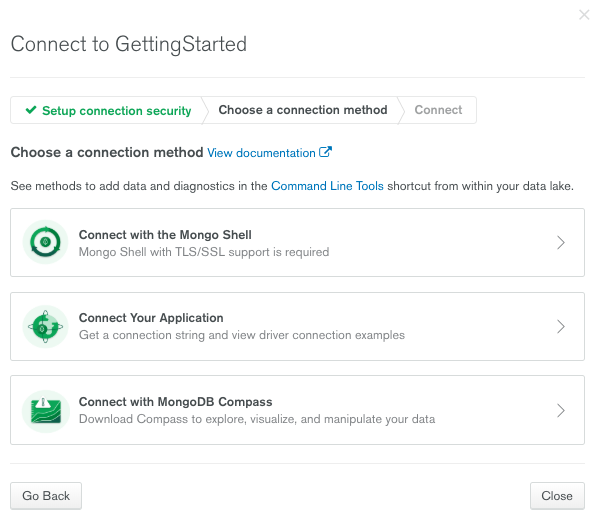 Connect to GettingStarted
Setup connection security
Choose a connection method
Connect
Choose a connection method View documentation
See methods to add data and diagnostics in the Command Line Tools shortcut from within your data lake.
Connect with the Mongo Shell
Mongo Shell with TLS/SSL support is required
Connect Your Application
Get a connection string and view driver connection examples
Connect with MongoDB Compass
Download Compass to explore, visualize, and manipulate your data
Go Back
Close